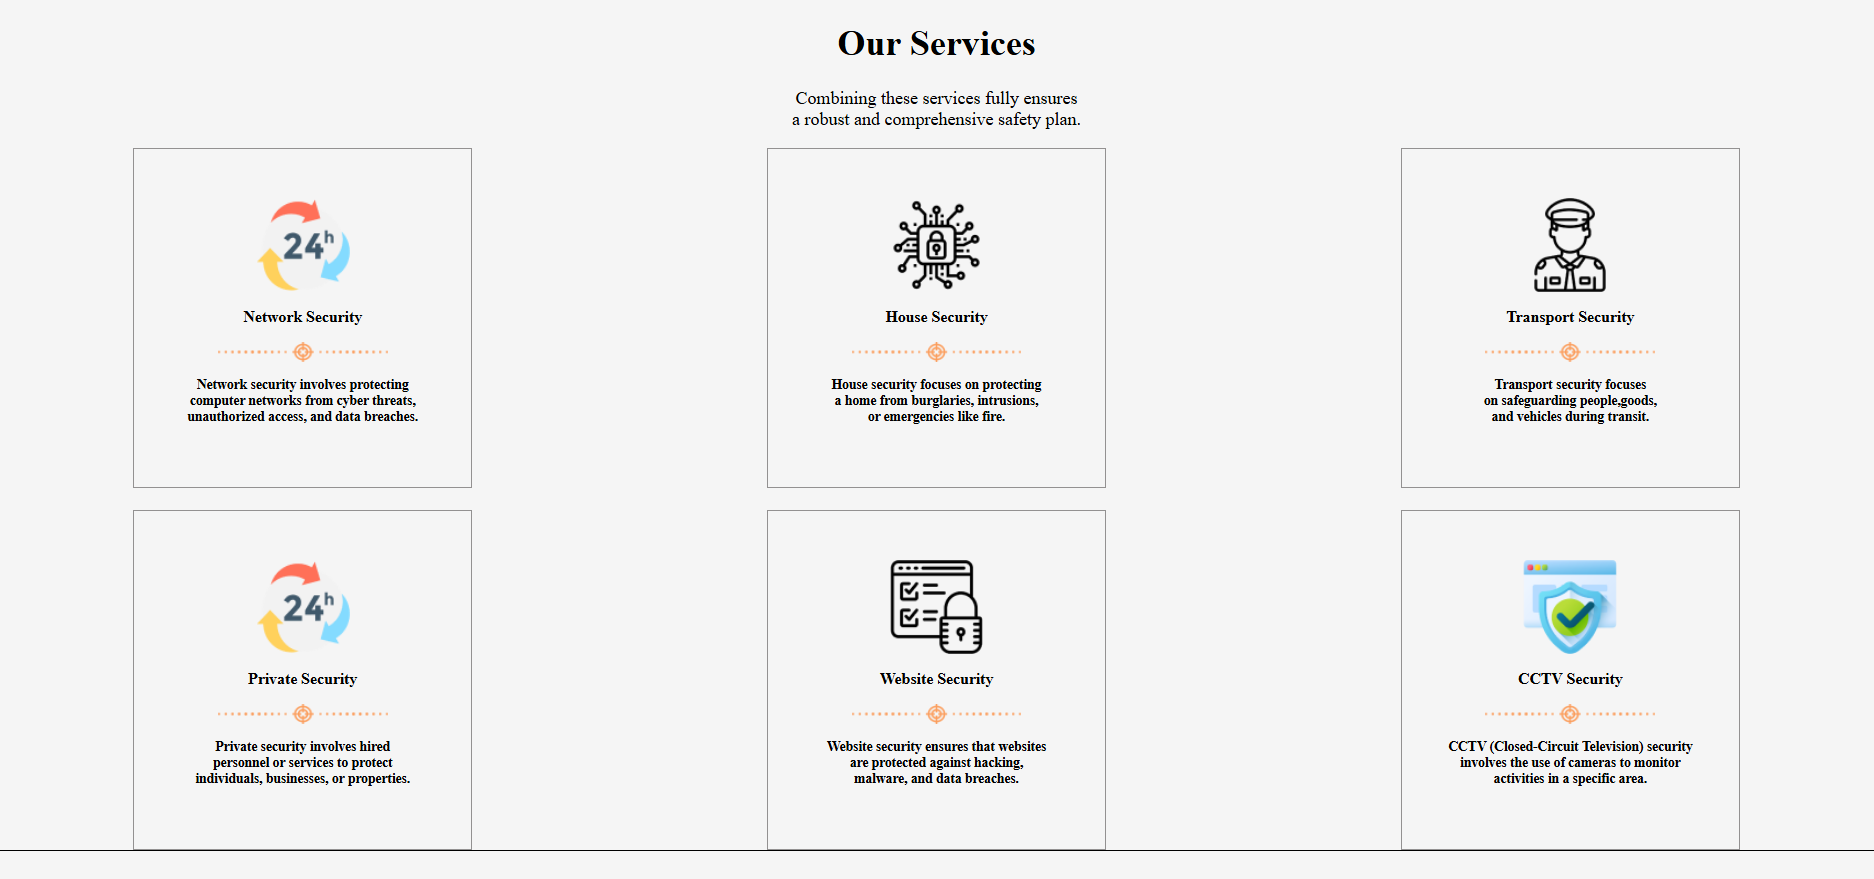 Our Services
Combining these services fully ensures
a robust and comprehensive safety plan.
24h
Network Security
Network security involves protecting
computer networks from cyber threats,
unauthorized access, and data breaches.
House Security
House security focuses on protecting
a home from burglaries, intrusions,
or emergencies like fire.
Transport Security
Transport security focuses
on safeguarding people,goods,
and vehicles during transit.
24h
Private Security
Private security involves hired
personnel or services to protect
individuals, businesses, or properties.
Website Security
Website security ensures that websites
are protected against hacking,
malware, and data breaches.
CCTV Security
CCTV (Closed-Circuit Television) security
involves the use of cameras to monitor
activities in a specific area.